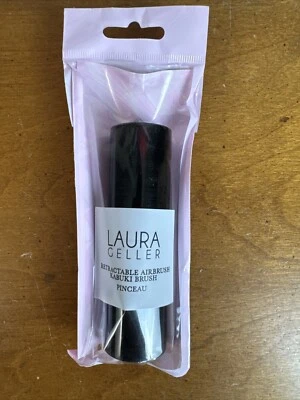 LAURA
GELLER
RETRACTABLE AIRBRUSH
KABUKI BRUSH
PINCEAU